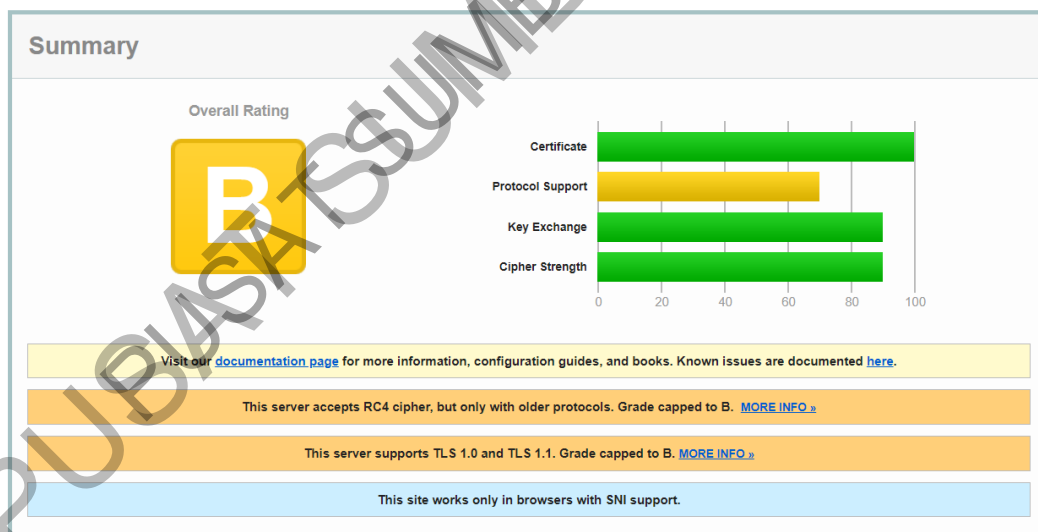 Summary
Overall Rating
B
Certificate
Protocol Support
Key Exchange
Cipher Strength
0 20 40 60 80 100
Visit our documentation page for more information, configuration guides, and books. Known issues are documented here.
This server accepts RC4 cipher, but only with older protocols. Grade capped to B. MORE INFO »
This server supports TLS 1.0 and TLS 1.1. Grade capped to B. MORE INFO »
This site works only in browsers with SNI support.